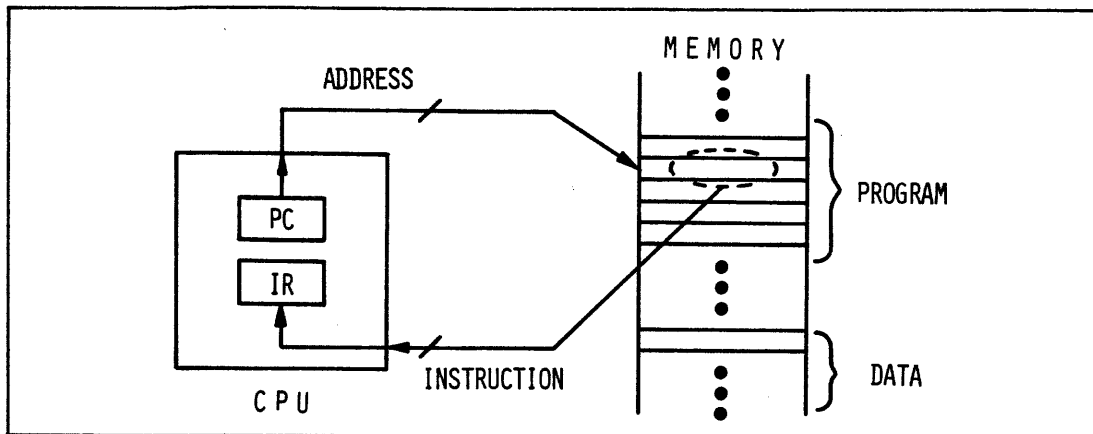 MEMORY
ADDRESS
PC
PROGRAM
IR
INSTRUCTION
DATA
CPU